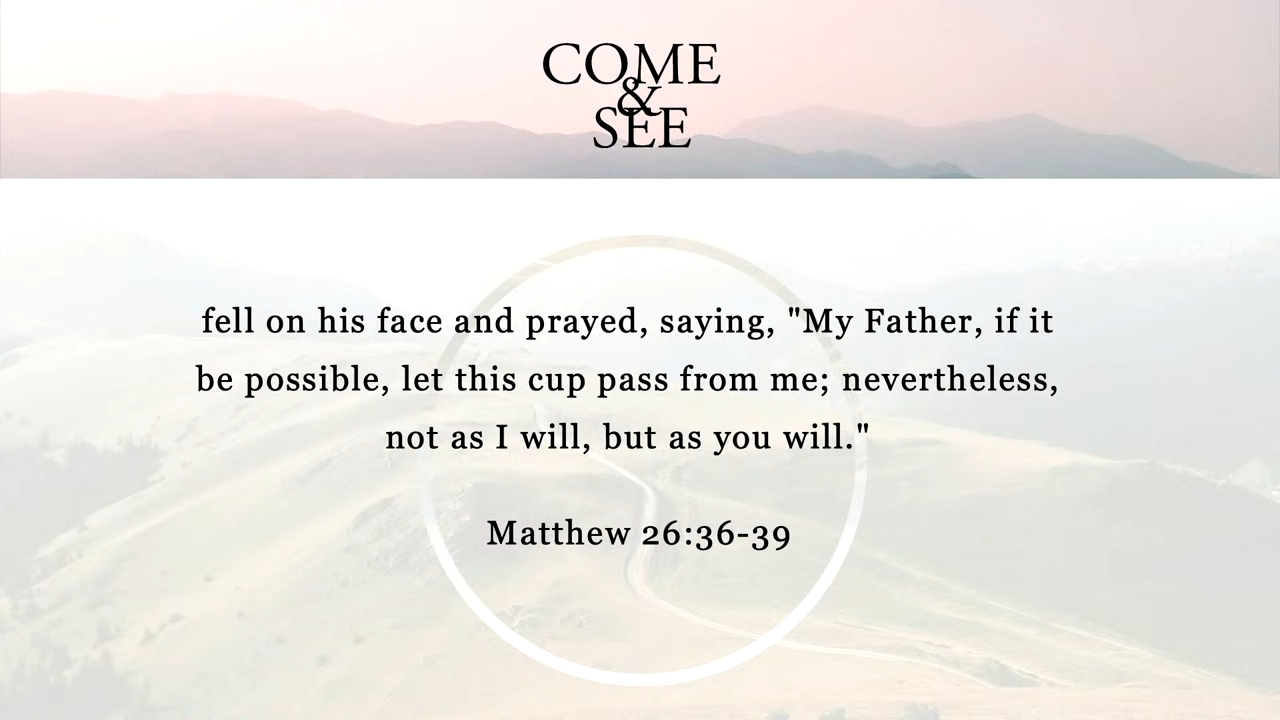 COME
&
SEE
fell on his face and prayed, saying, "My Father, if it
be possible, let this cup pass from me; nevertheless,
not as I will, but as you will."
Matthew 26:36-39